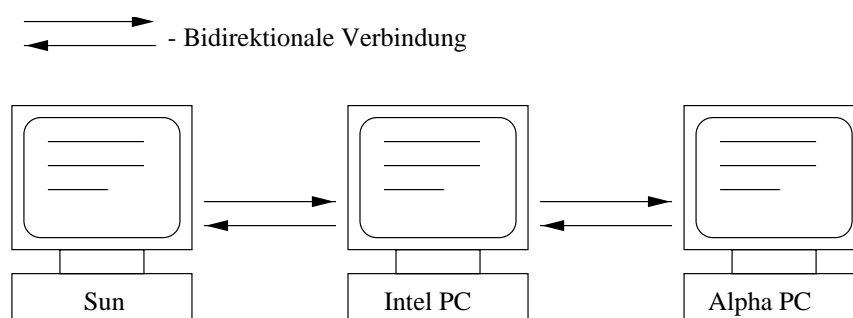 - Bidirektionale Verbindung
Sun
Intel PC
Alpha PC